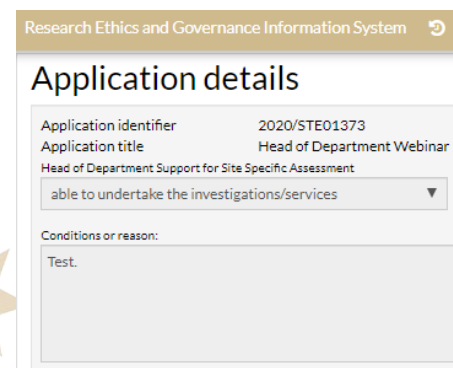 Research Ethics and Governance Information System
Application details
Application identifier 2020/STE01373
Application title Head of Department Webinar
Head of Department Support for Site Specific Assessment
able to undertake the investigations/services
Conditions or reason:
Test.